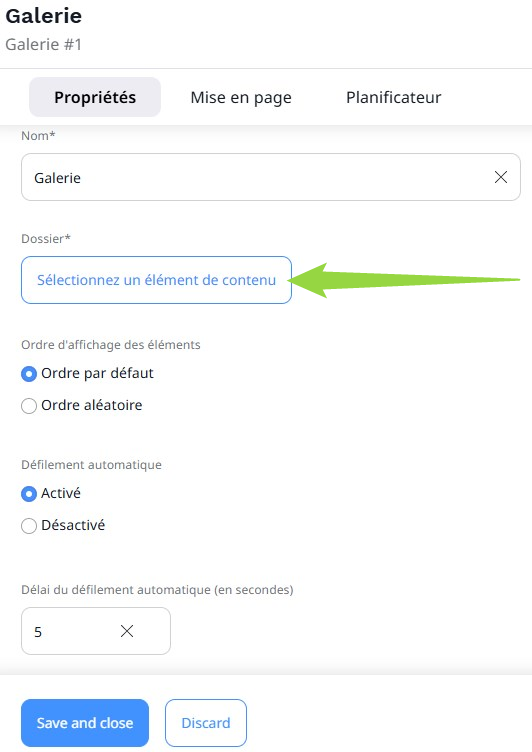 Galerie
Galerie #1
Propriétés Mise en page Planificateur
Nom*
Galerie
Dossier*
Sélectionnez un élément de contenu
Ordre d'affichage des éléments
Ordre par défaut
Ordre aléatoire
Défilement automatique
Activé
Désactivé
Délai du défilement automatique (en secondes)
5
Save and close Discard